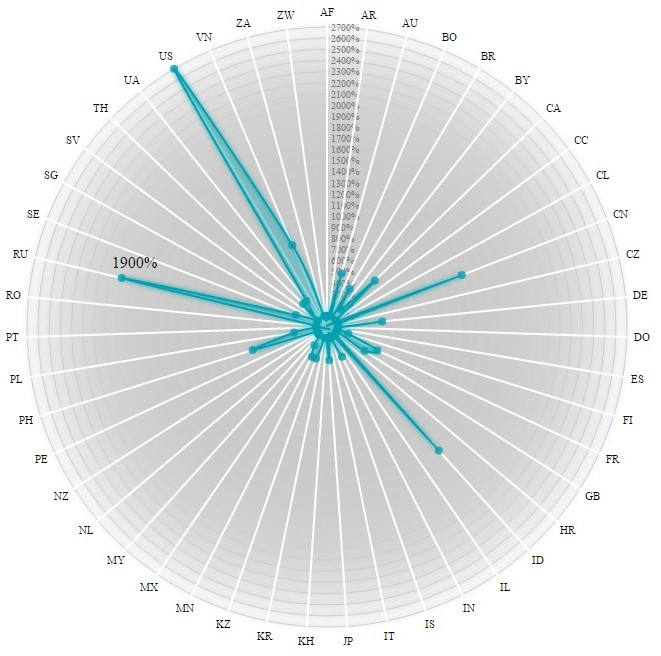 AF
AR
AU
BO
BR
BY
CA
CC
CL
CN
CZ
DE
DO
ES
FI
FR
GB
HR
ID
IL
IN
IS
IT
JP
KH
KR
KZ
MN
MX
MY
NL
NZ
PE
PH
PL
PT
RO
RU
SE
SG
SV
TH
UA
US
VN
ZA
ZW
2700%
2600%
2500%
2400%
2300%
2200%
2100%
2000%
1900%
1800%
1700%
1600%
1500%
1400%
1300%
1200%
1100%
1000%
900%
800%
700%
600%
1900%